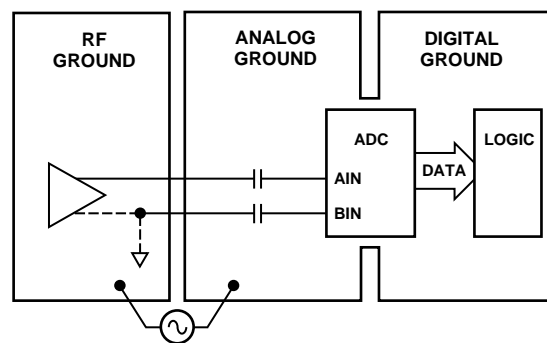 RF
GROUND
ANALOG
GROUND
DIGITAL
GROUND
ADC
LOGIC
DATA
AIN
BIN